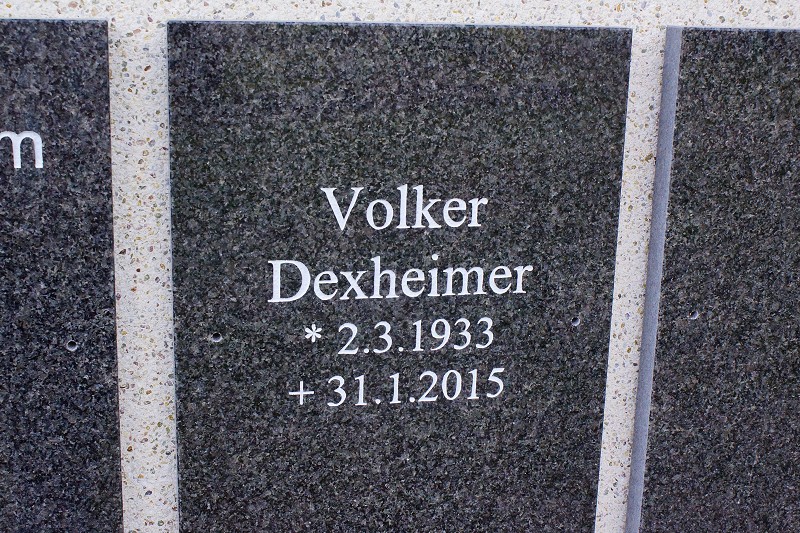 m
Volker
Dexheimer
* 2.3.1933
+ 31.1.2015